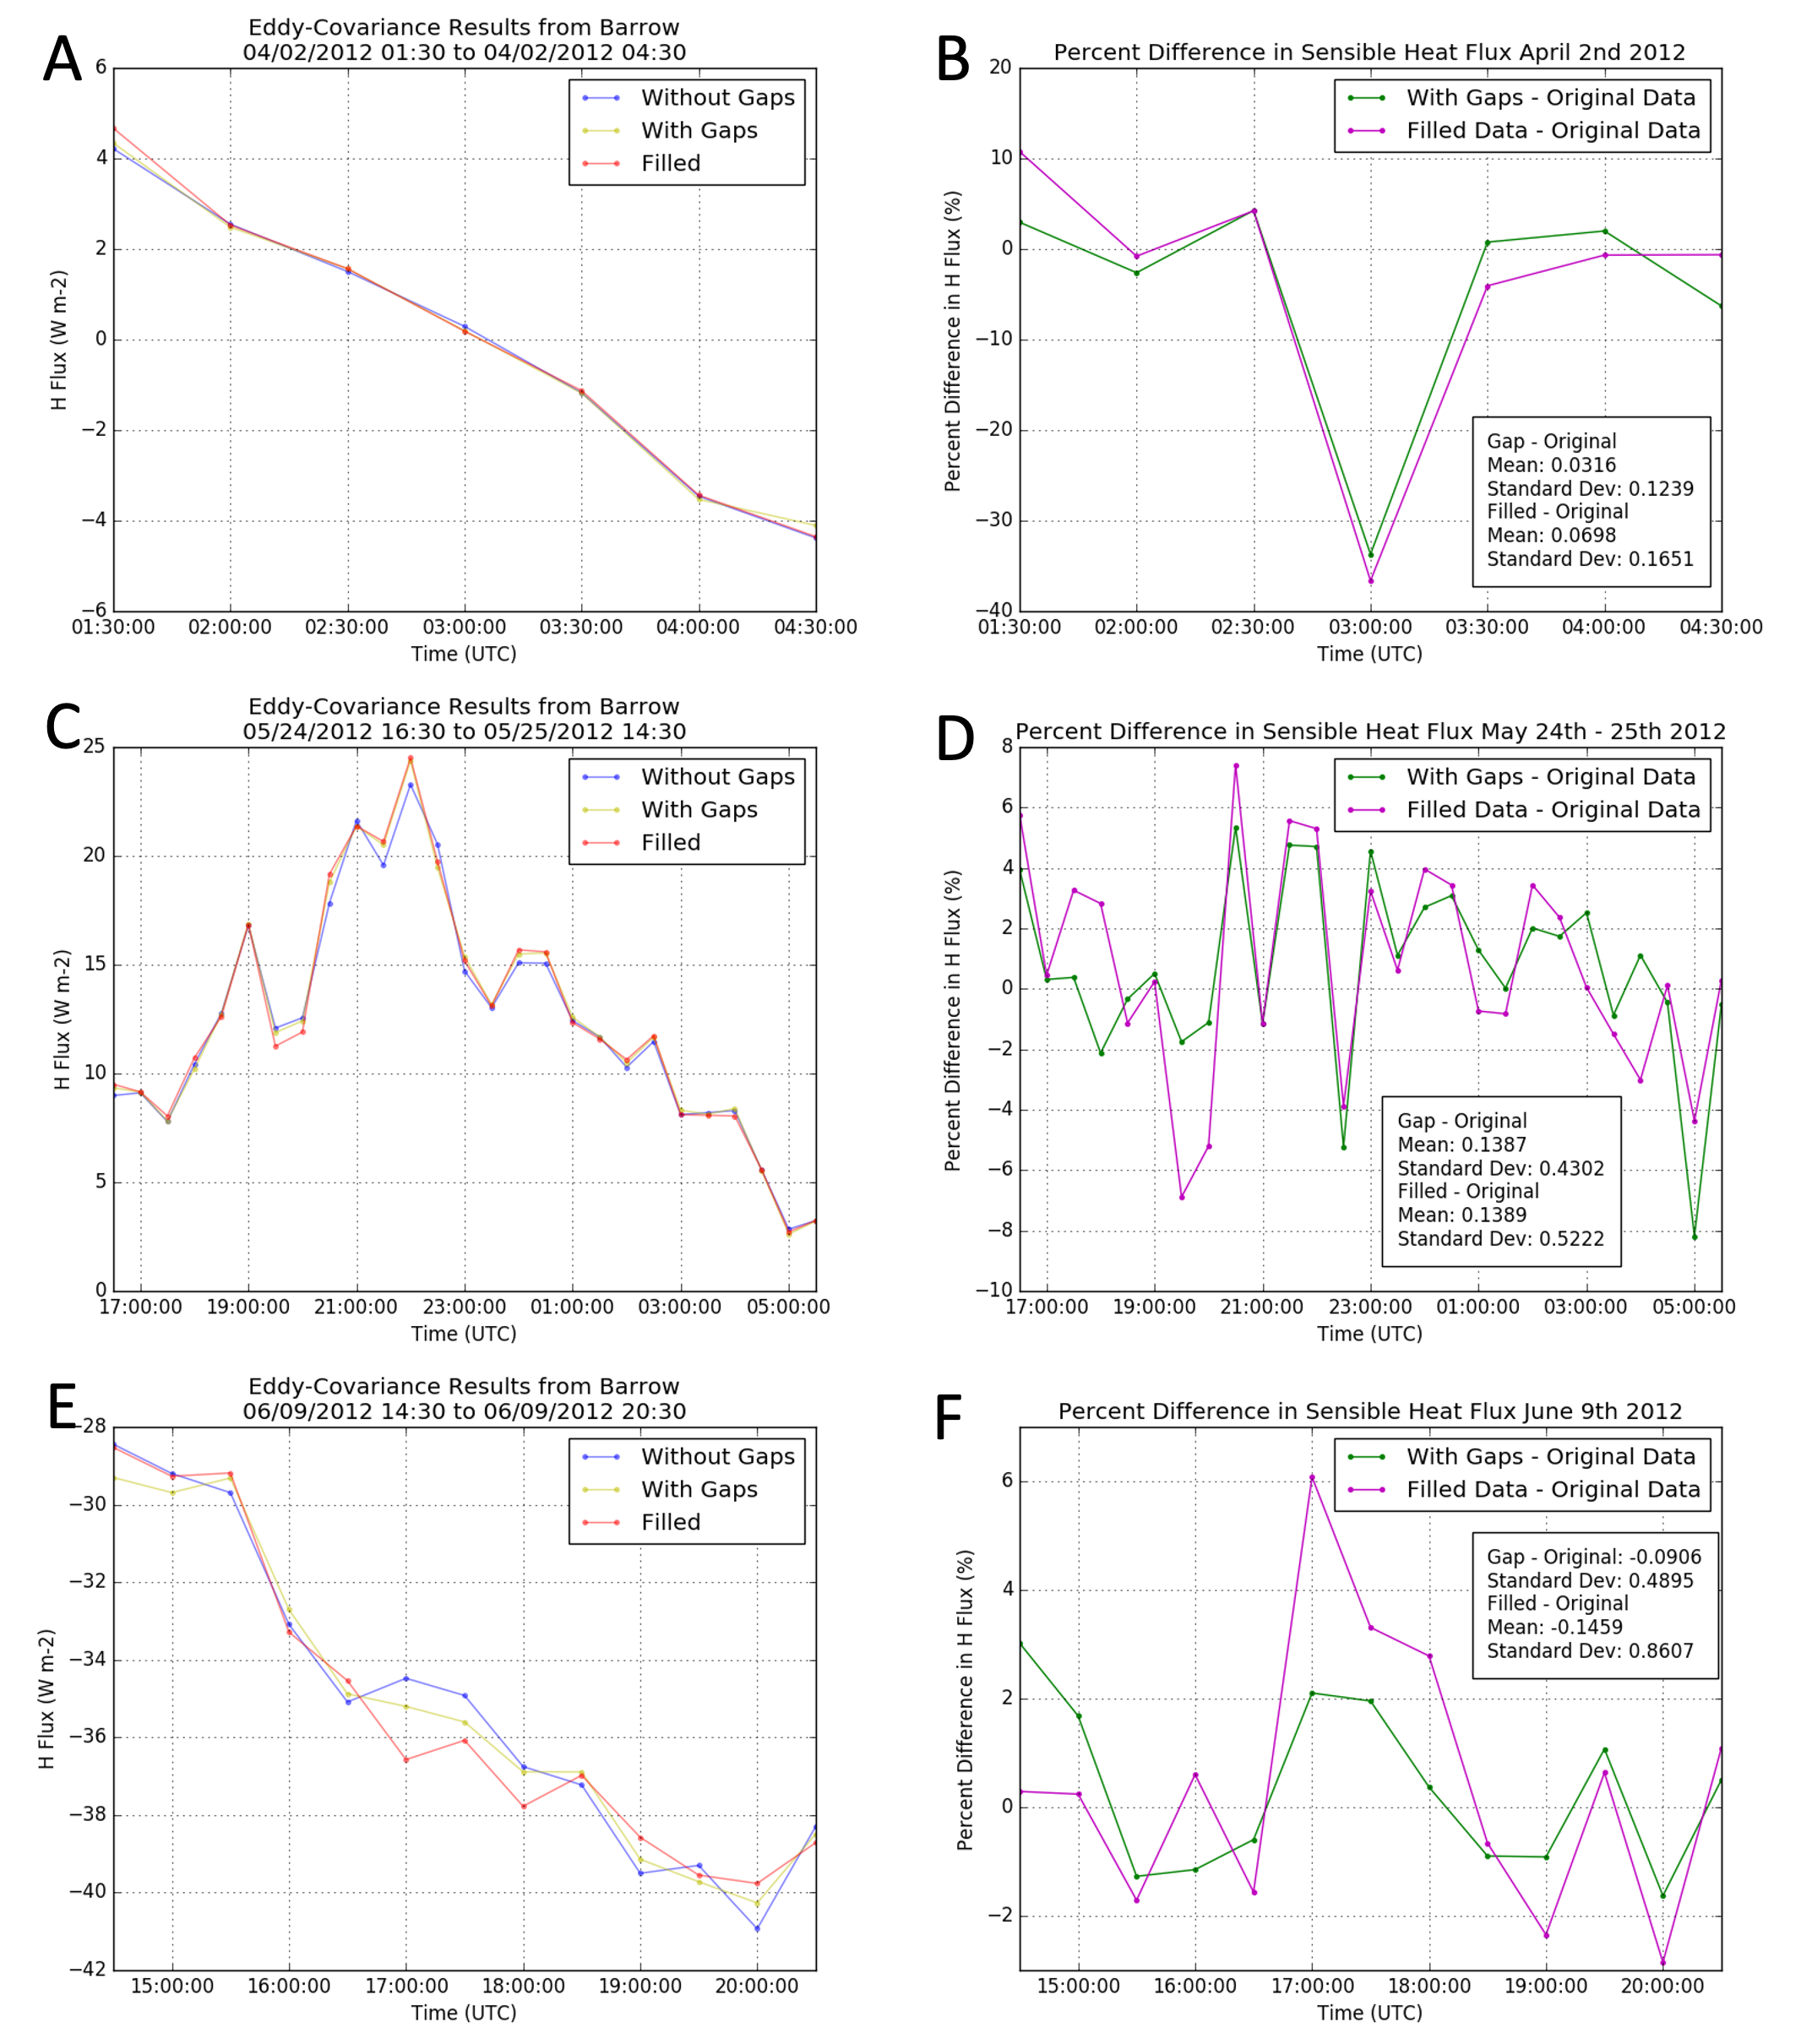 A
Eddy-Covariance Results from Barrow
04/02/2012 01:30 to 04/02/2012 04:30
Without Gaps
With Gaps
Filled
H Flux (W m-2)
6
4
2
0
−2
−4
−6
01:30:00 02:00:00 02:30:00 03:00:00 03:30:00 04:00:00 04:30:00
Time (UTC)
B
Percent Difference in Sensible Heat Flux April 2nd 2012
With Gaps - Original Data
Filled Data - Original Data
Percent Difference in H Flux (%)
20
10
0
−10
−20
−30
−40
Gap - Original
Mean: 0.0316
Standard Dev: 0.1239
Filled - Original
Mean: 0.0698
Standard Dev: 0.1651
01:30:00 02:00:00 02:30:00 03:00:00 03:30:00 04:00:00 04:30:00
Time (UTC)
C
Eddy-Covariance Results from Barrow
05/24/2012 16:30 to 05/25/2012 14:30
Without Gaps
With Gaps
Filled
H Flux (W m-2)
25
20
15
10
5
0
17:00:00 19:00:00 21:00:00 23:00:00 01:00:00 03:00:00 05:00:00
Time (UTC)
D
Percent Difference in Sensible Heat Flux May 24th - 25th 2012
With Gaps - Original Data
Filled Data - Original Data
Percent Difference in H Flux (%)
8
6
4
2
0
−2
−4
−6
−8
−10
Gap - Original
Mean: 0.1387
Standard Dev: 0.4302
Filled - Original
Mean: 0.1389
Standard Dev: 0.5222
17:00:00 19:00:00 21:00:00 23:00:00 01:00:00 03:00:00 05:00:00
Time (UTC)
E
Eddy-Covariance Results from Barrow
06/09/2012 14:30 to 06/09/2012 20:30
Without Gaps
With Gaps
Filled
H Flux (W m-2)
−28
−30
−32
−34
−36
−38
−40
−42
15:00:00 16:00:00 17:00:00 18:00:00 19:00:00 20:00:00
Time (UTC)
F
Percent Difference in Sensible Heat Flux June 9th 2012
With Gaps - Original Data
Filled Data - Original Data
Percent Difference in H Flux (%)
6
4
2
0
−2
Gap - Original: -0.0906
Standard Dev: 0.4895
Filled - Original
Mean: -0.1459
Standard Dev: 0.8607
15:00:00 16:00:00 17:00:00 18:00:00 19:00:00 20:00:00
Time (UTC)